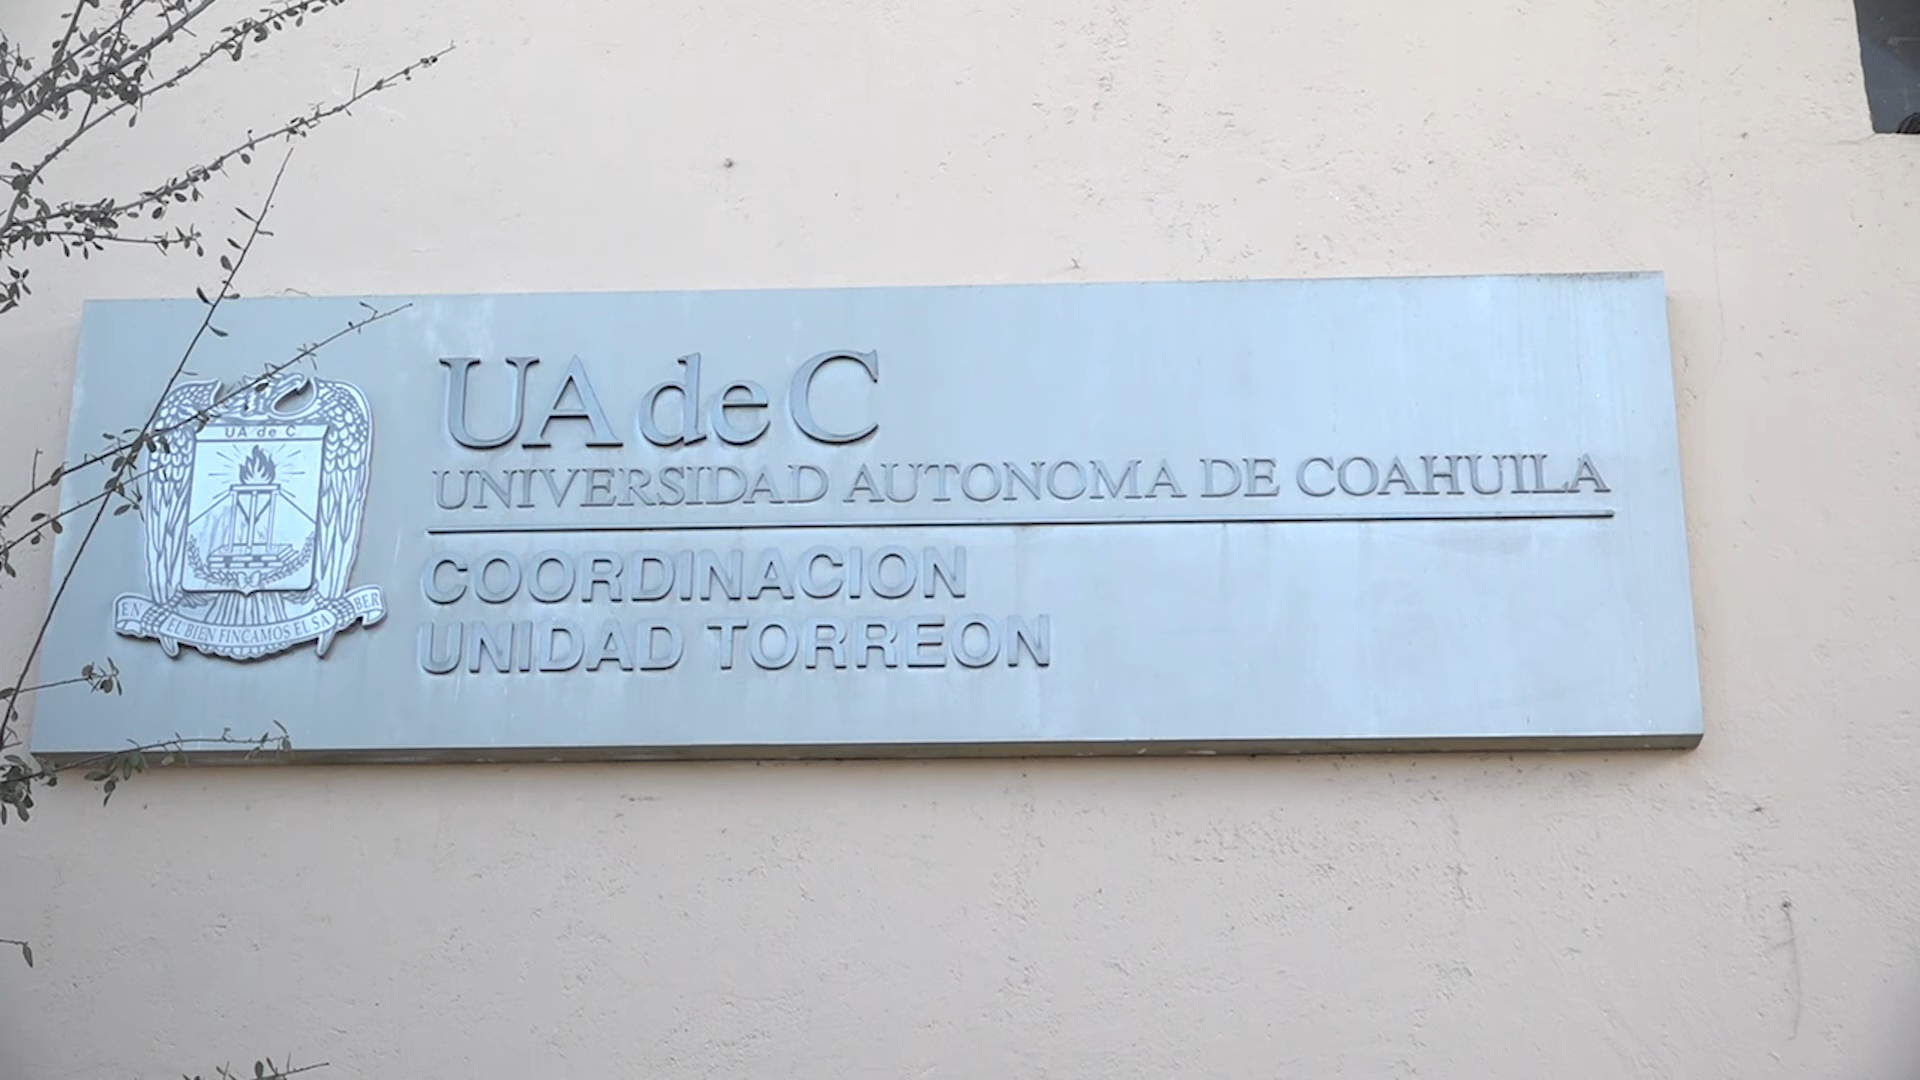 UA de C
UNIVERSIDAD AUTONOMA DE COAHUILA
COORDINACION
UNIDAD TORREON
UA de C
EN EL BIEN FINCAMOS EL SABER